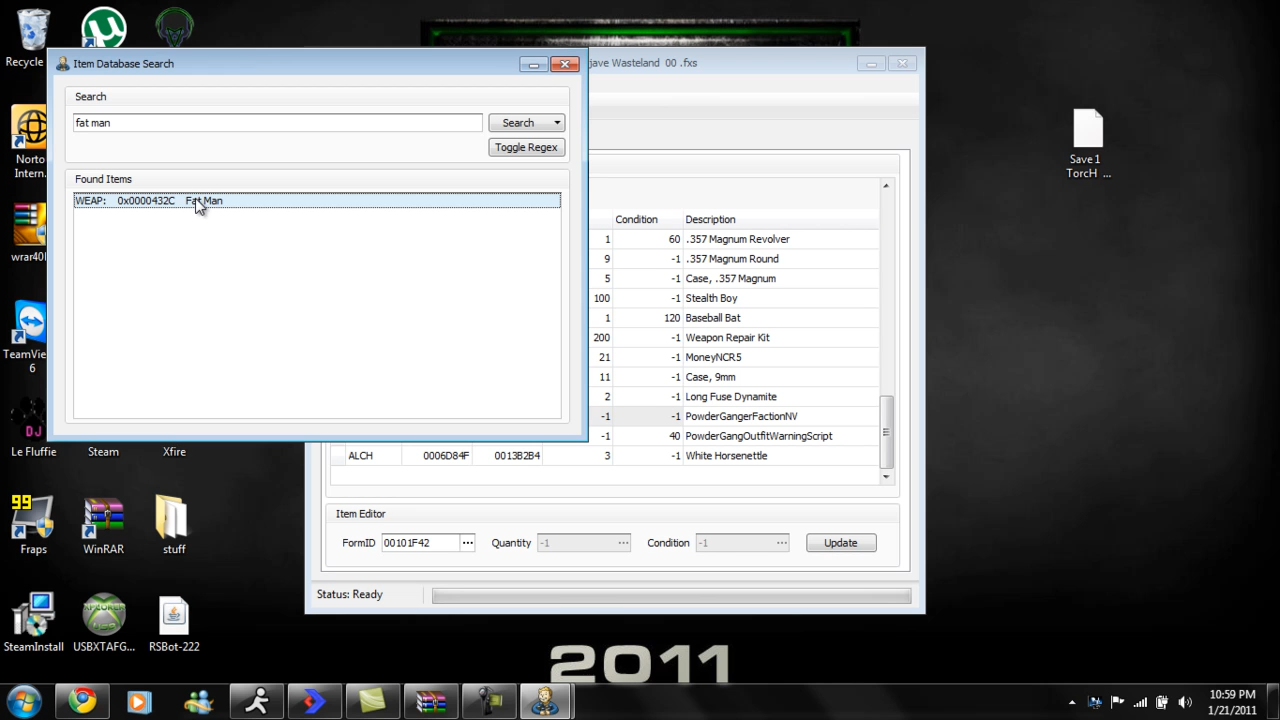 Recycle
Item Database Search
jave Wasteland 00 .fxs
Search
fat man
Search
Toggle Regex
Found Items
WEAP: 0x0000432C Fat Man
Norto
Intern.
wrar40
TeamVie
6
Le Fluffie
Steam
Xfire
99
Fraps
WinRAR
stuff
SteamInstall
USBXTAFG...
RSBot-222
Save 1
TorcH ...
Condition Description
1 60 .357 Magnum Revolver
9 -1 .357 Magnum Round
5 -1 Case, .357 Magnum
100 -1 Stealth Boy
1 120 Baseball Bat
200 -1 Weapon Repair Kit
21 -1 MoneyNCR5
11 -1 Case, 9mm
2 -1 Long Fuse Dynamite
-1 -1 PowderGangerFactionNV
-1 40 PowderGangOutfitWarningScript
ALCH 0006D84F 0013B2B4 3 -1 White Horsenettle
Item Editor
FormID 00101F42 ... Quantity -1 ... Condition -1 ... Update
Status: Ready
2011
10:59 PM
1/21/2011